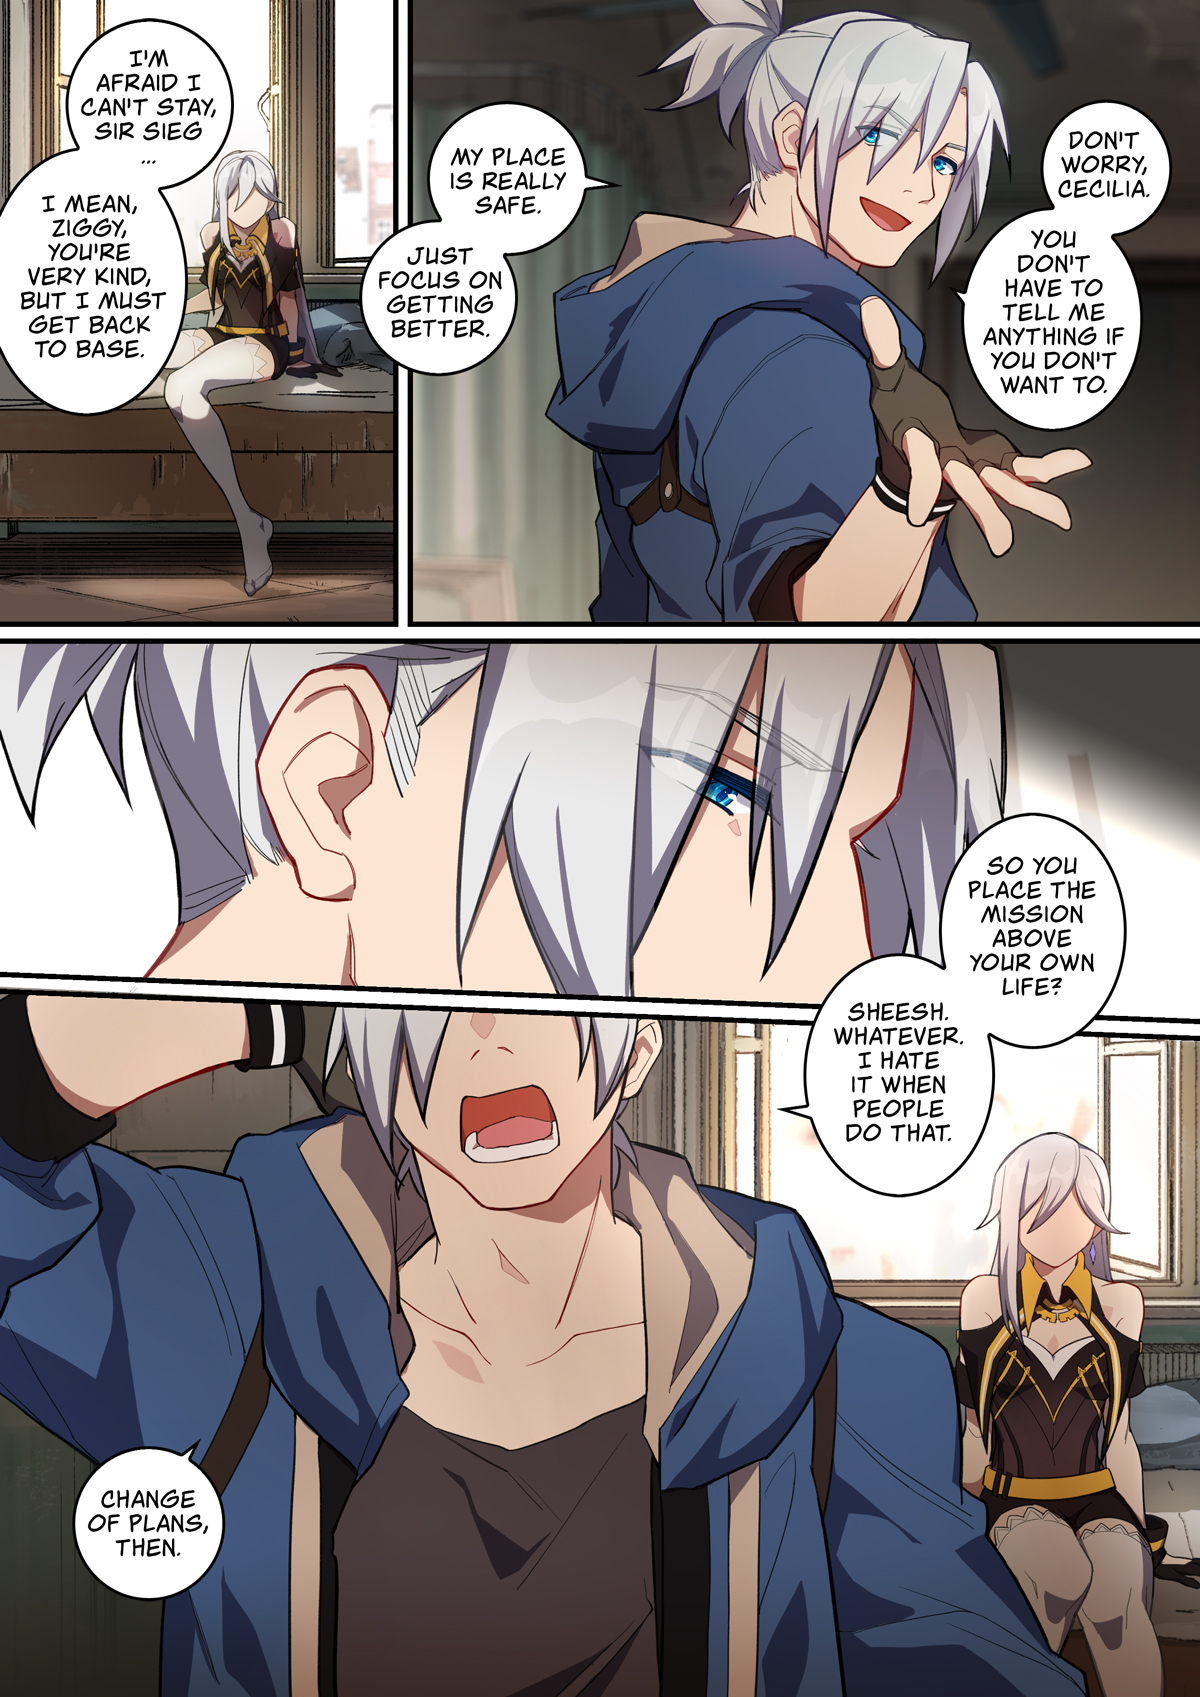 I'M
AFRAID I
CAN'T STAY,
SIR SIEG
...
I MEAN,
ZIGGY,
YOU'RE
VERY KIND,
BUT I MUST
GET BACK
TO BASE.
MY PLACE
IS REALLY
SAFE.
JUST
FOCUS ON
GETTING
BETTER.
DON'T
WORRY,
CECILIA.
YOU
DON'T
HAVE TO
TELL ME
ANYTHING IF
YOU DON'T
WANT TO.
SO YOU
PLACE THE
MISSION
ABOVE
YOUR OWN
LIFE?
SHEESH.
WHATEVER.
I HATE
IT WHEN
PEOPLE
DO THAT.
CHANGE
OF PLANS,
THEN.